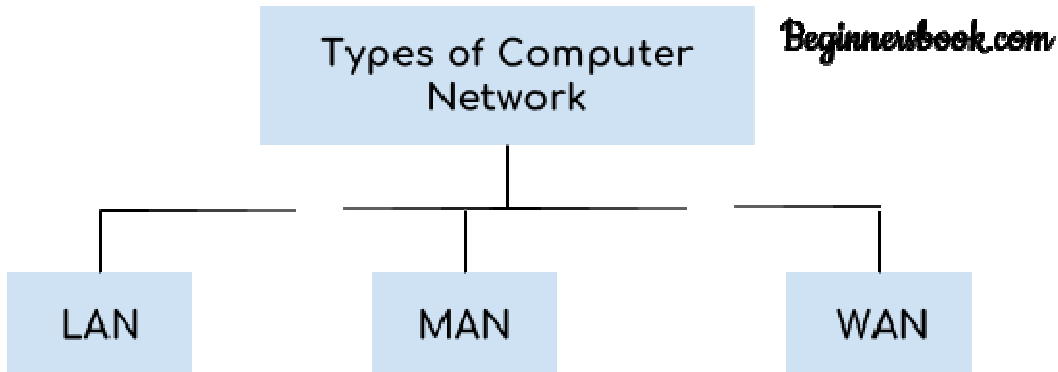 Types of Computer
Network
Beginnersbook.com
LAN
MAN
WAN